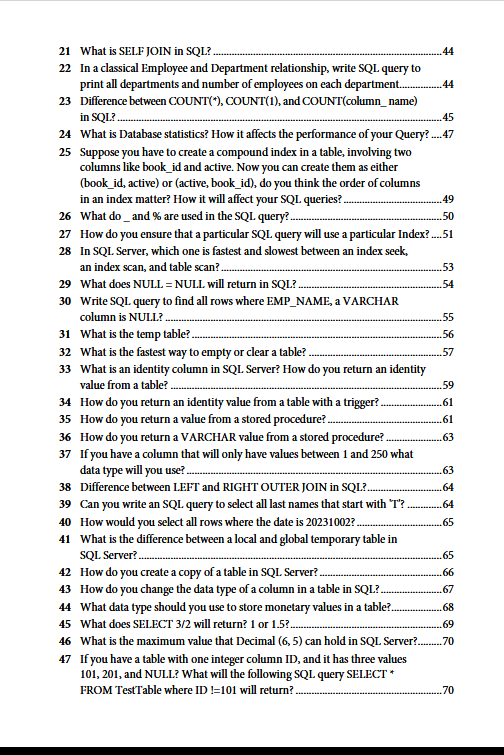 21 What is SELF JOIN in SQL? ..........44
22 In a classical Employee and Department relationship, write SQL query to
print all departments and number of employees on each department..........44
23 Difference between COUNT(*), COUNT(1), and COUNT(column_ name)
in SQL? ..........45
24 What is Database statistics? How it affects the performance of your Query? ....47
25 Suppose you have to create a compound index in a table, involving two
columns like book_id and active. Now you can create them as either
(book_id, active) or (active, book_id), do you think the order of columns
in an index matter? How it will affect your SQL queries? ..........49
26 What do _ and % are used in the SQL query? ..........50
27 How do you ensure that a particular SQL query will use a particular Index? ....51
28 In SQL Server, which one is fastest and slowest between an index seek,
an index scan, and table scan? ..........53
29 What does NULL = NULL will return in SQL? ..........54
30 Write SQL query to find all rows where EMP_NAME, a VARCHAR
column is NULL? ..........55
31 What is the temp table? ..........56
32 What is the fastest way to empty or clear a table? ..........57
33 What is an identity column in SQL Server? How do you return an identity
value from a table? ..........59
34 How do you return an identity value from a table with a trigger? ..........61
35 How do you return a value from a stored procedure? ..........61
36 How do you return a VARCHAR value from a stored procedure? ..........63
37 If you have a column that will only have values between 1 and 250 what
data type will you use? ..........63
38 Difference between LEFT and RIGHT OUTER JOIN in SQL? ..........64
39 Can you write an SQL query to select all last names that start with 'T'? ..........64
40 How would you select all rows where the date is 20231002? ..........65
41 What is the difference between a local and global temporary table in
SQL Server? ..........65
42 How do you create a copy of a table in SQL Server? ..........66
43 How do you change the data type of a column in a table in SQL? ..........67
44 What data type should you use to store monetary values in a table? ..........68
45 What does SELECT 3/2 will return? 1 or 1.5? ..........69
46 What is the maximum value that Decimal (6, 5) can hold in SQL Server? ..........70
47 If you have a table with one integer column ID, and it has three values
101, 201, and NULL? What will the following SQL query SELECT *
FROM TestTable where ID !=101 will return? ..........70